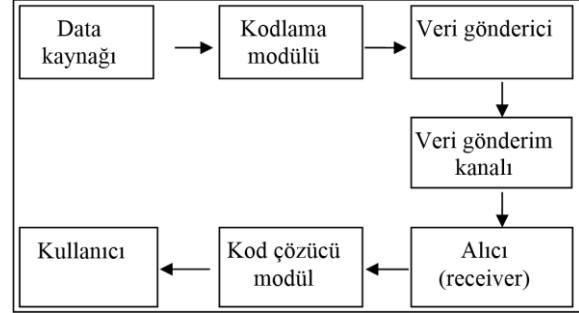 Data
kaynağı
Kodlama
modülü
Veri gönderici
Veri gönderim
kanalı
Alıcı
(receiver)
Kod çözücü
modül
Kullanıcı